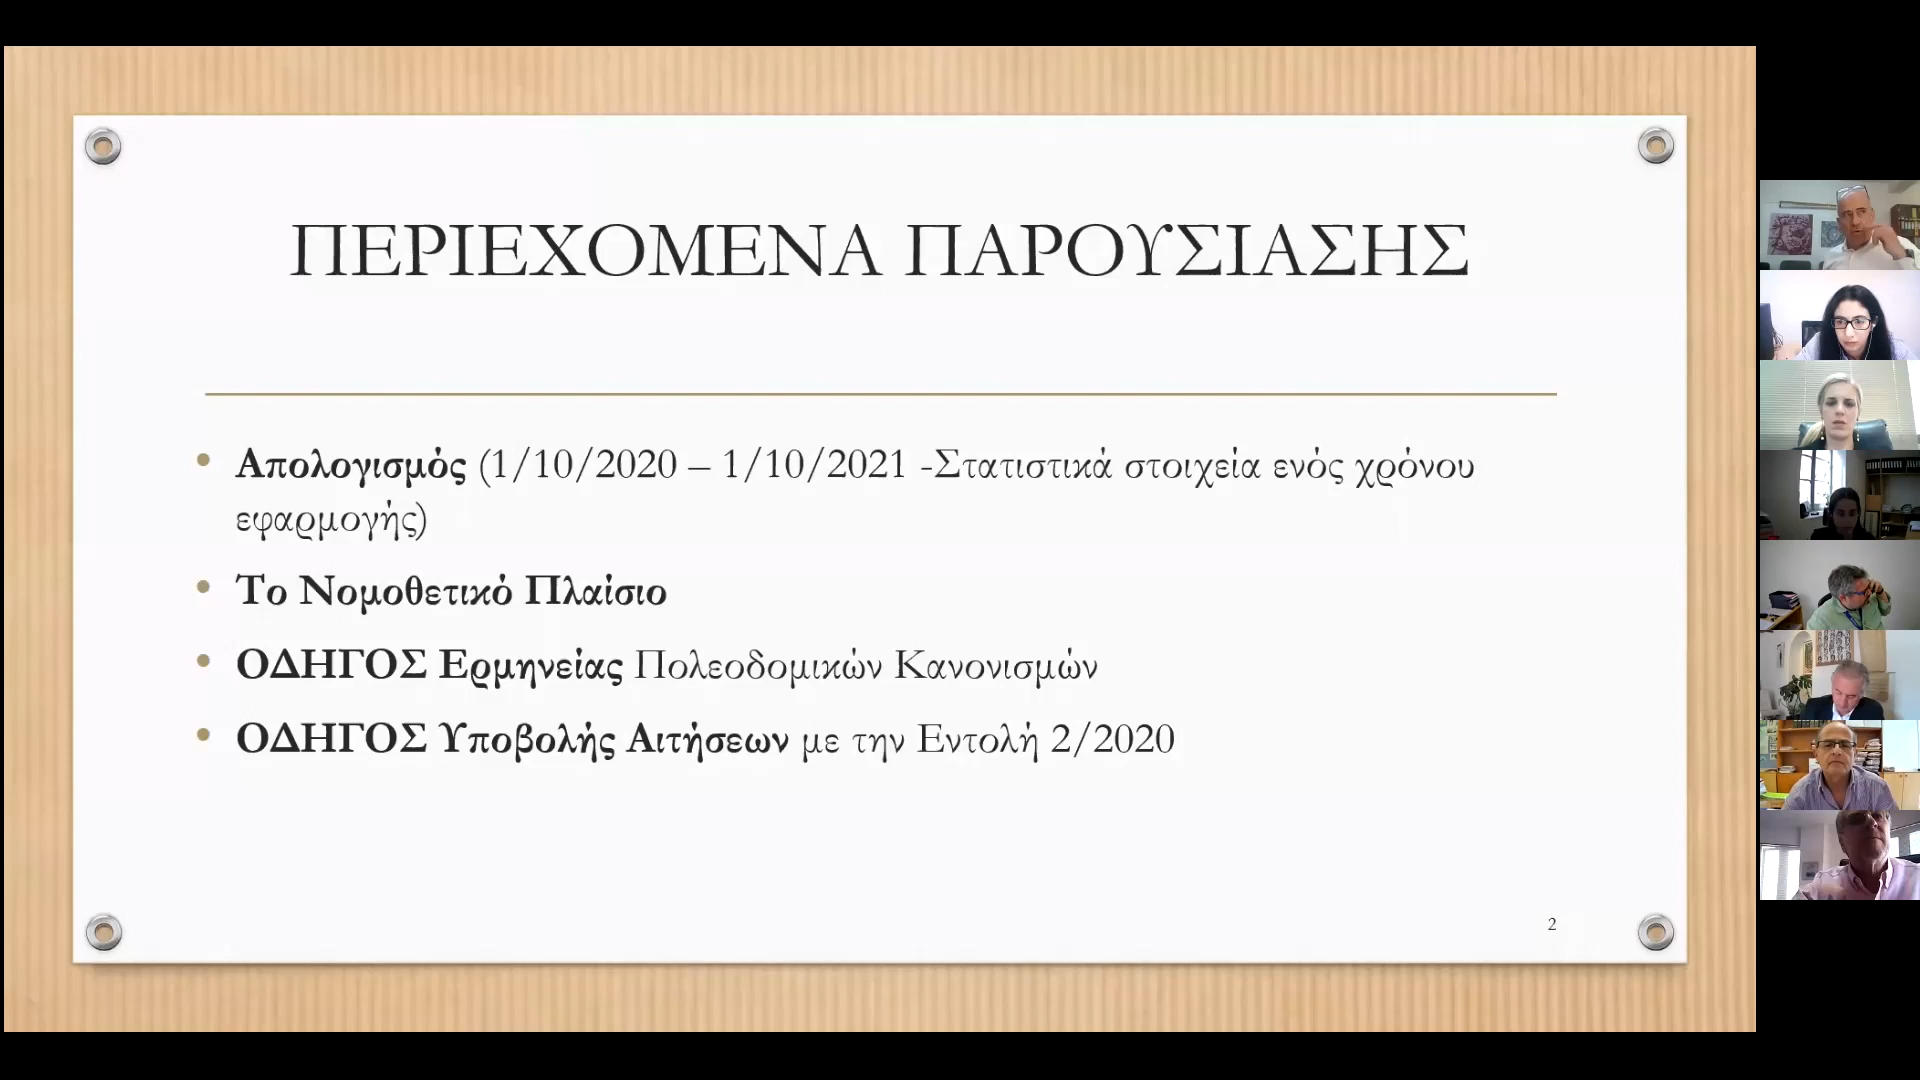 ΠΕΡΙΕΧΟΜΕΝΑ ΠΑΡΟΥΣΙΑΣΗΣ
• Απολογισμός (1/10/2020 – 1/10/2021 -Στατιστικά στοιχεία ενός χρόνου
εφαρμογής)
• Το Νομοθετικό Πλαίσιο
• ΟΔΗΓΟΣ Ερμηνείας Πολεοδομικών Κανονισμών
• ΟΔΗΓΟΣ Υποβολής Αιτήσεων με την Εντολή 2/2020
2